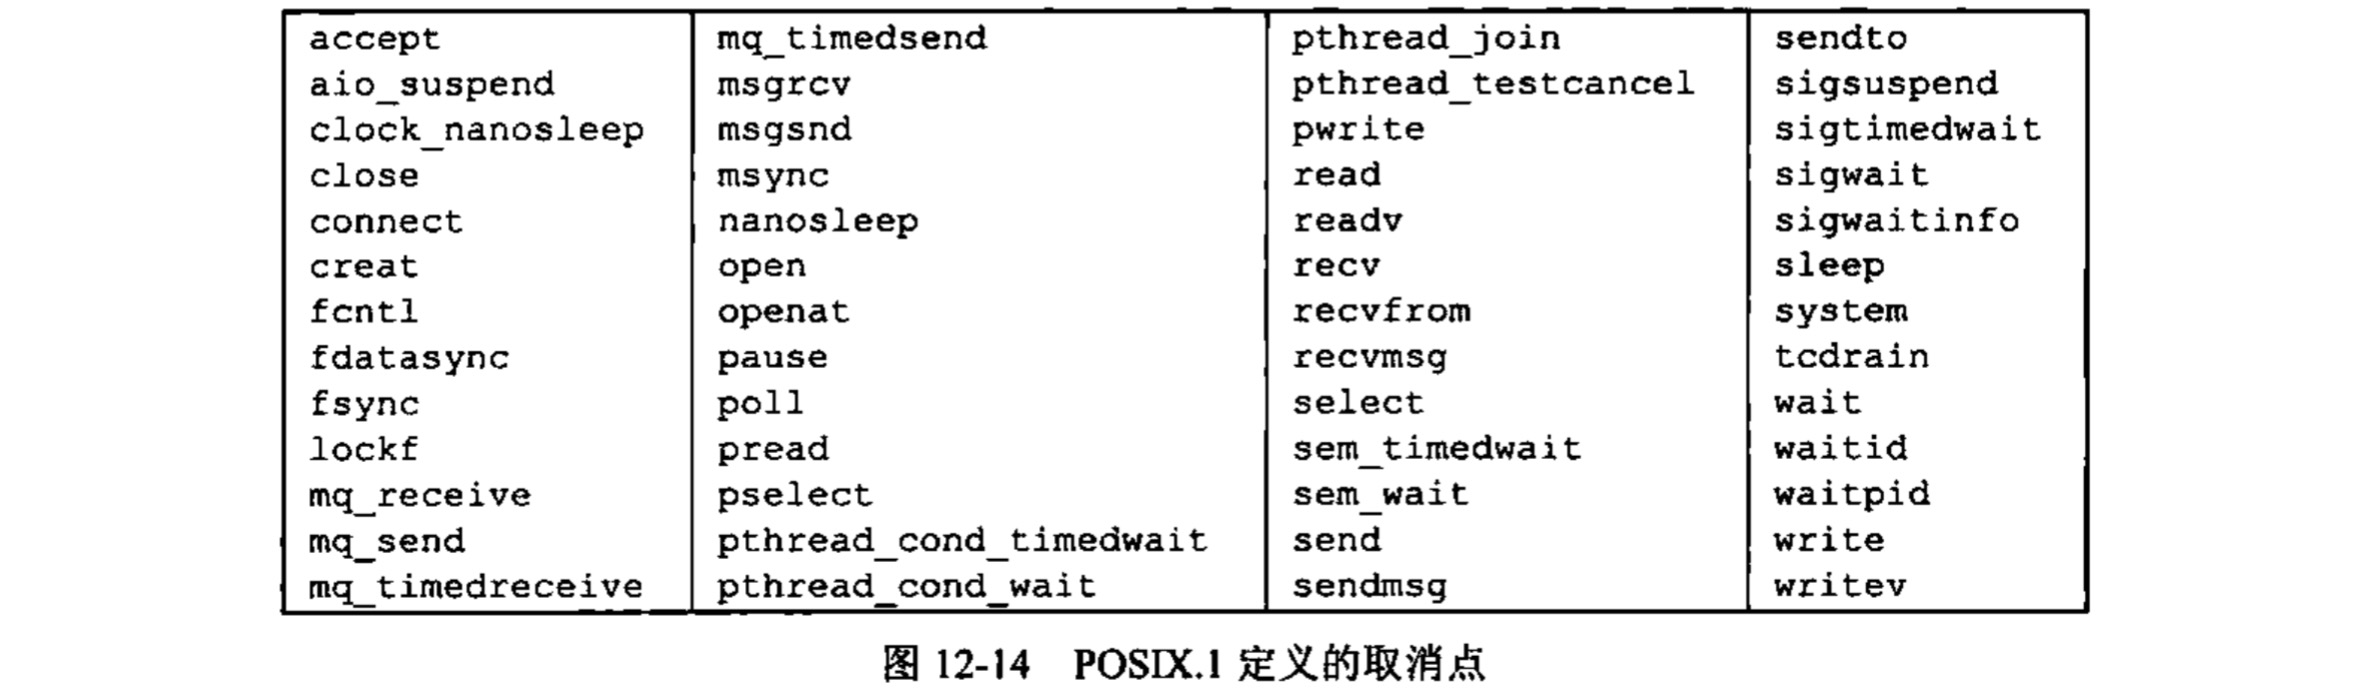 accept mq_timedsend pthread_join sendto
aio_suspend msgrcv pthread_testcancel sigsuspend
clock_nanosleep msgsnd pwrite sigtimedwait
close msync read sigwait
connect nanosleep readv sigwaitinfo
creat open recv sleep
fcntl openat recvfrom system
fdatasync pause recvmsg tcdrain
fsync poll select wait
lockf pread sem_timedwait waitid
mq_receive pselect sem_wait waitpid
mq_send pthread_cond_timedwait send write
mq_timedreceive pthread_cond_wait sendmsg writev
图 12-14 POSIX.1 定义的取消点